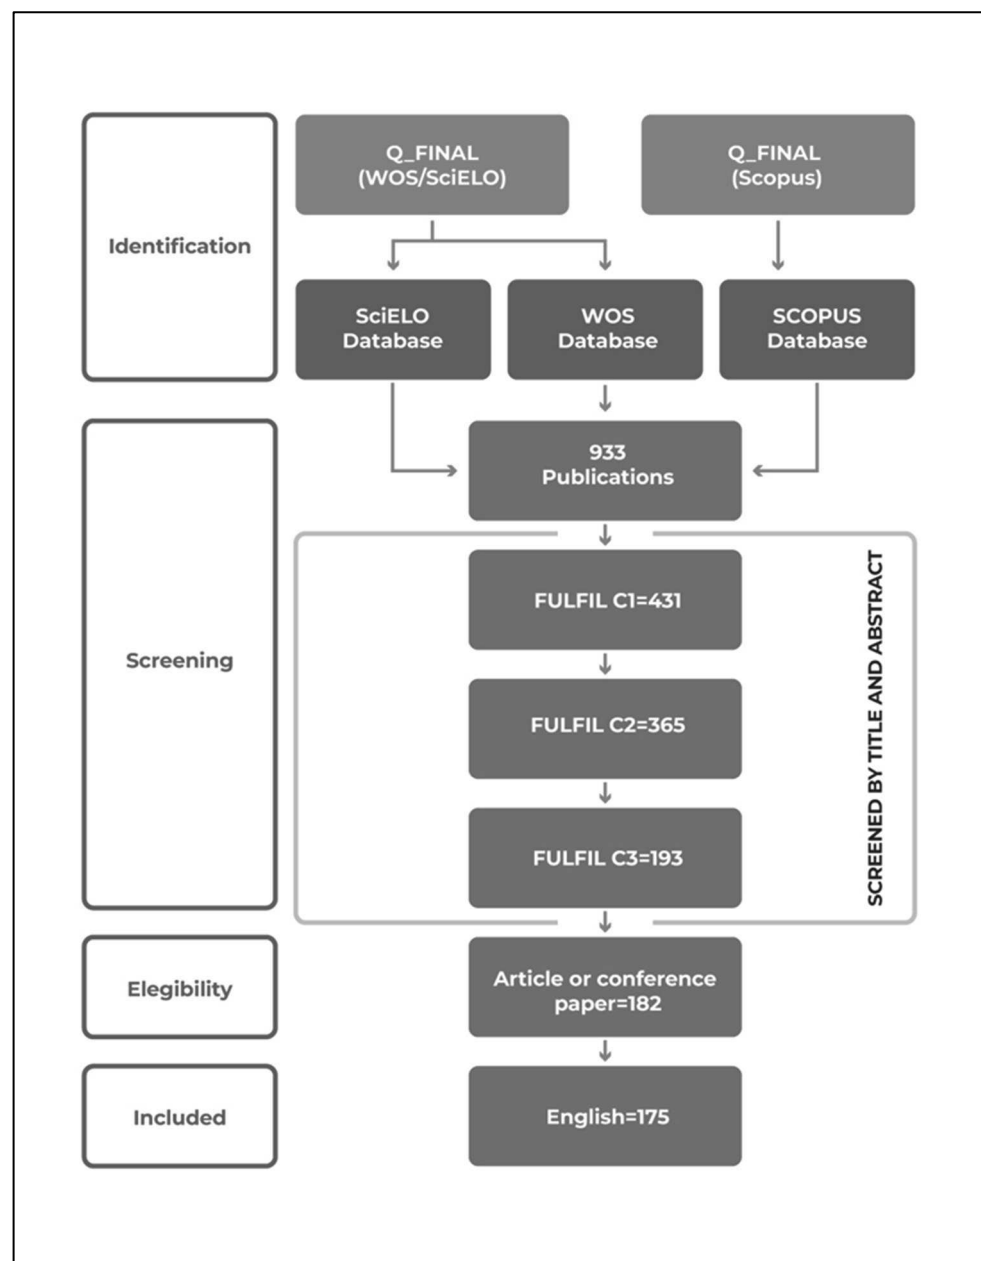 Identification
Q_FINAL
(WOS/SciELO)
Q_FINAL
(Scopus)
SciELO
Database
WOS
Database
SCOPUS
Database
Screening
933
Publications
FULFIL C1=431
FULFIL C2=365
FULFIL C3=193
SCREENED BY TITLE AND ABSTRACT
Elegibility
Article or conference
paper=182
Included
English=175